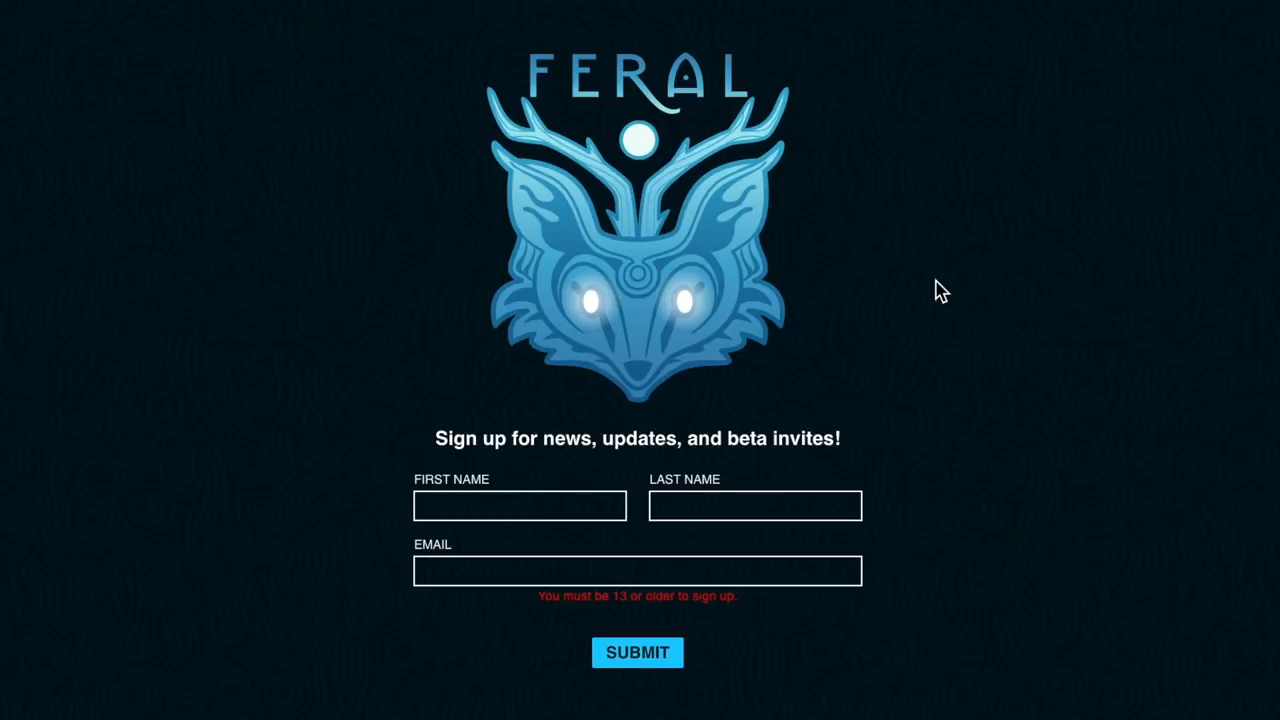 FERAL
Sign up for news, updates, and beta invites!
FIRST NAME LAST NAME
EMAIL
You must be 13 or older to sign up.
SUBMIT